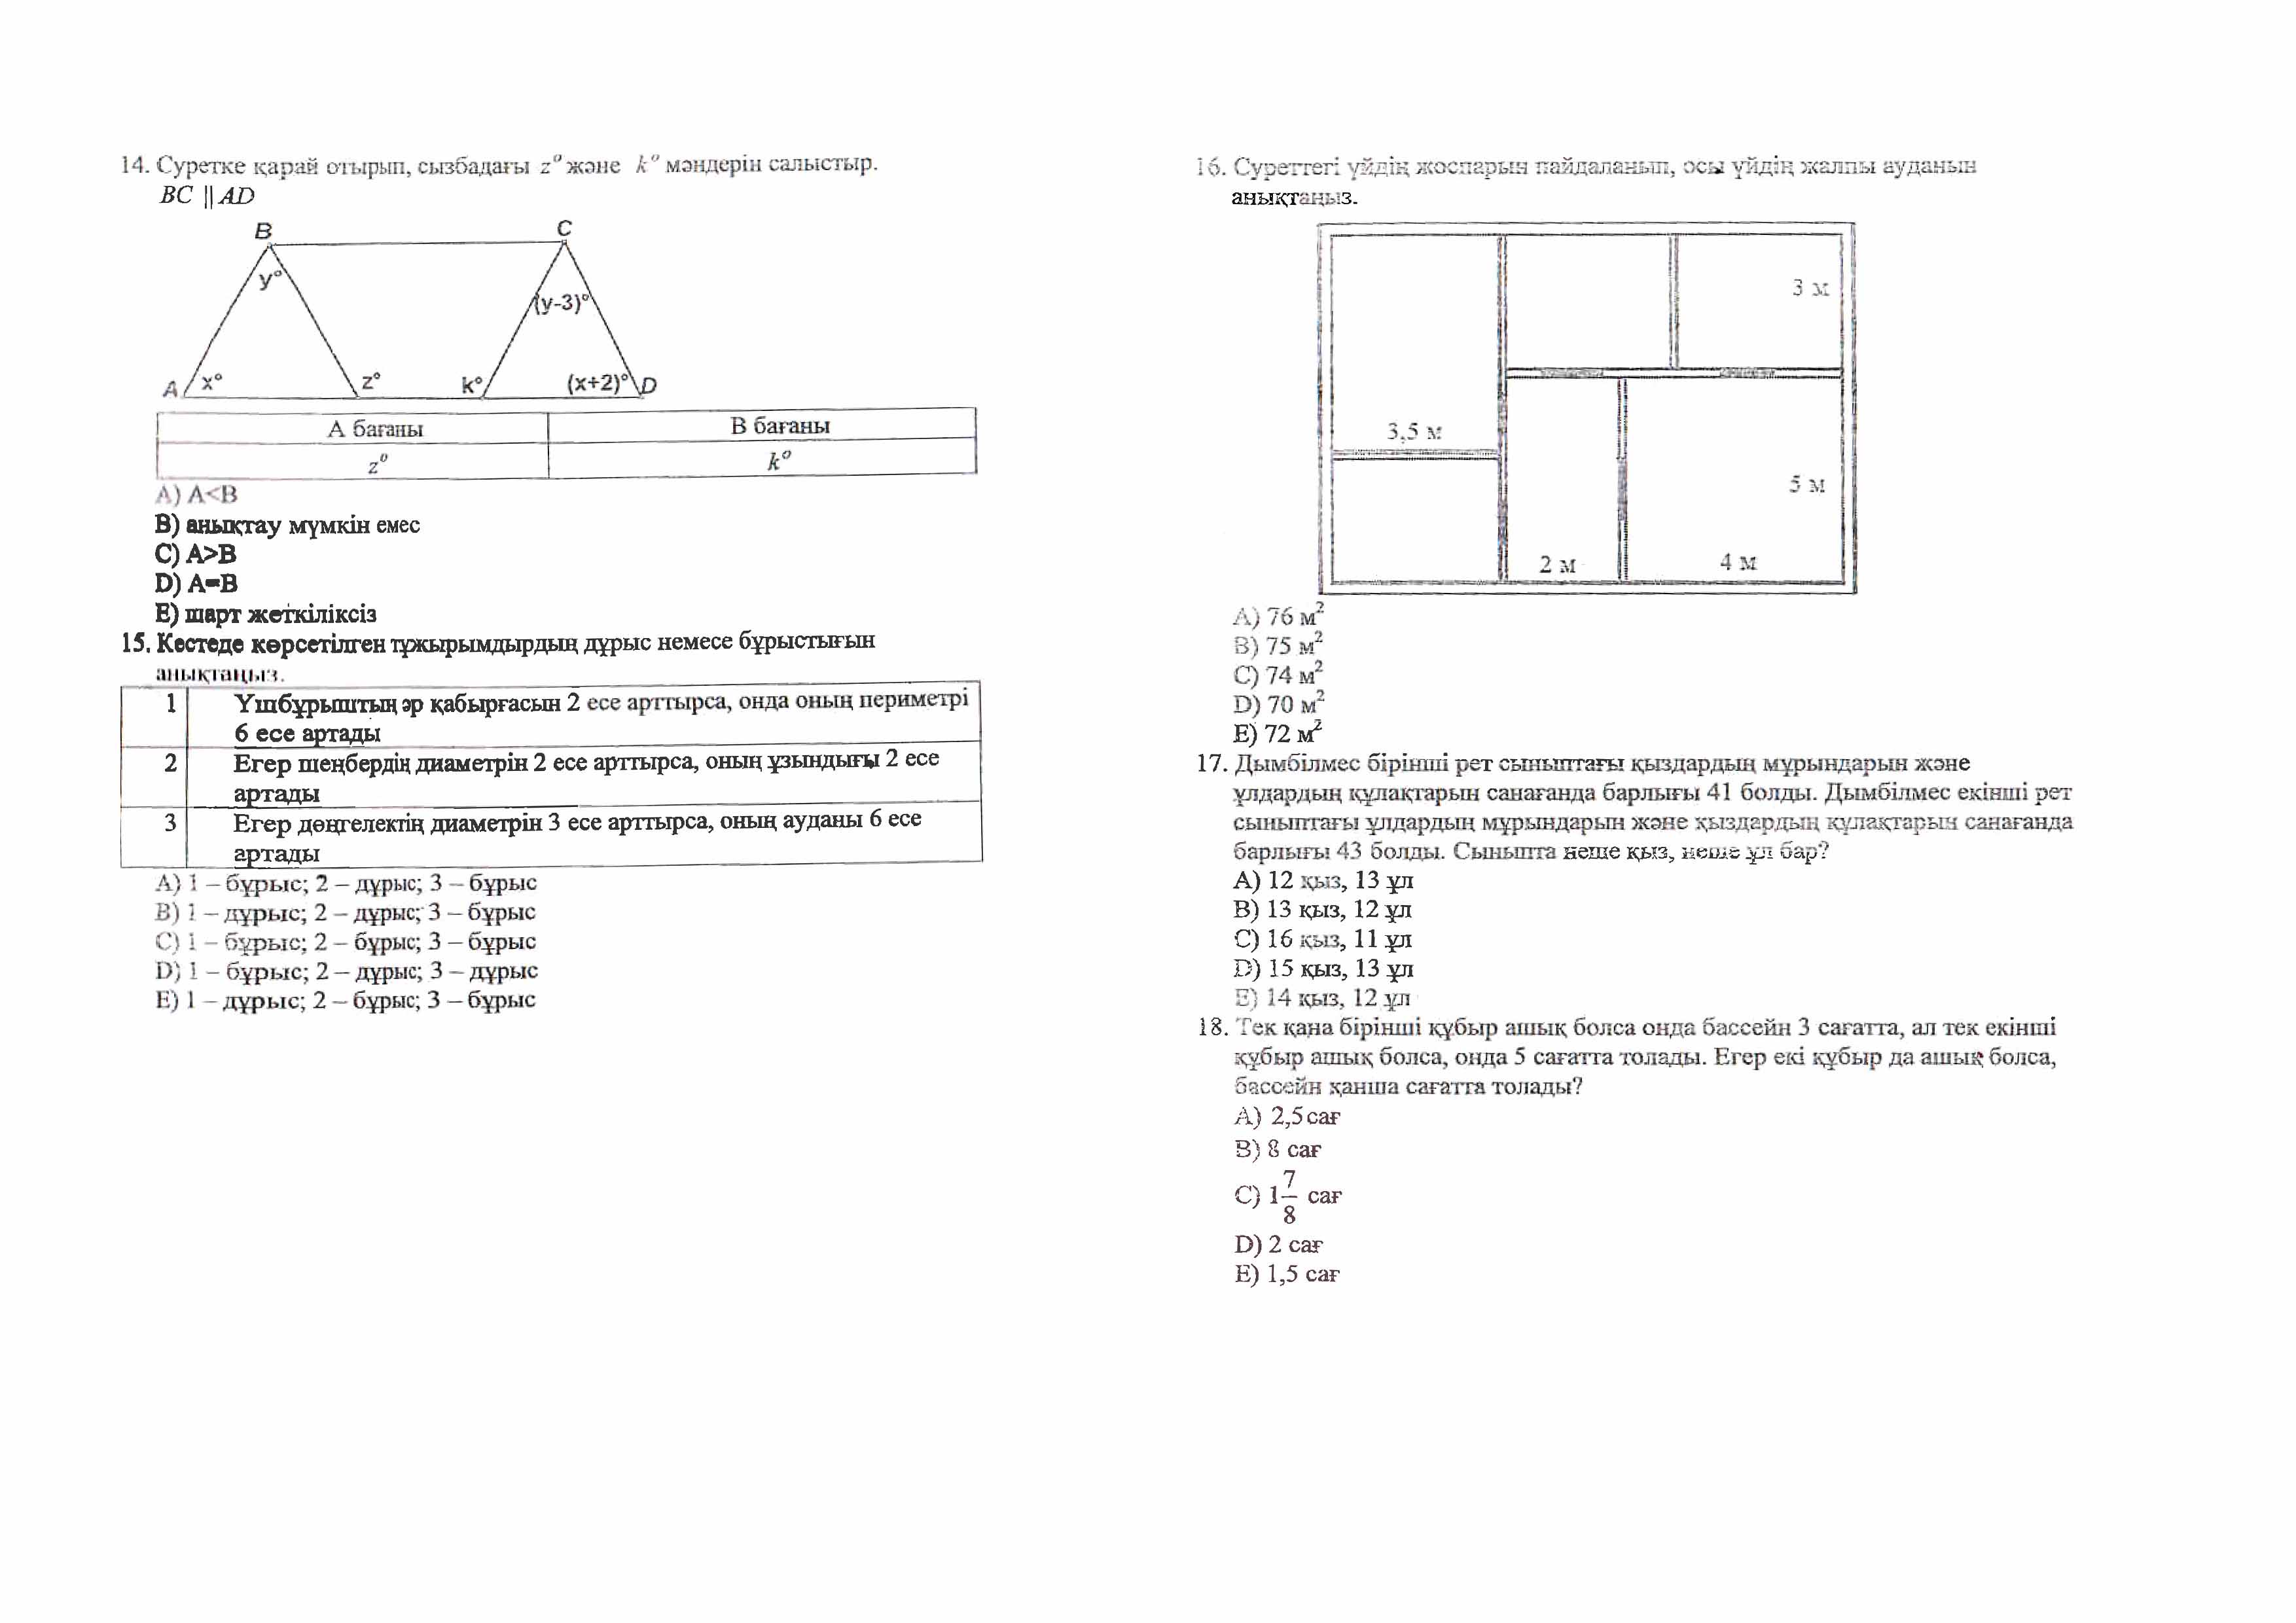 14. Суретке қарай отырып, сызбадағы z° және k° мәндерін салыстыр.
BC || AD
B C
y°
(y-3)°
A x° z° k° (x+2)° D
А бағаны В бағаны
z° k°
A) A<B
B) анықтау мүмкін емес
C) A>B
D) A=B
E) шарт жеткіліксіз
15. Кестеде көрсетілген тұжырымдырдың дұрыс немесе бұрыстығын
анықтаңыз.
1 Үшбұрыштың әр қабырғасын 2 есе арттырса, онда оның периметрі
6 есе артады
2 Егер шеңбердің диаметрін 2 есе арттырса, оның ұзындығы 2 есе
артады
3 Егер дөңгелектің диаметрін 3 есе арттырса, оның ауданы 6 есе
артады
A) 1 – бұрыс; 2 – дұрыс; 3 – бұрыс
B) 1 – дұрыс; 2 – дұрыс; 3 – бұрыс
C) 1 – бұрыс; 2 – бұрыс; 3 – бұрыс
D) 1 – бұрыс; 2 – дұрыс; 3 – дұрыс
E) 1 – дұрыс; 2 – бұрыс; 3 – бұрыс
16. Суреттегі үйдің жоспарын пайдаланып, осы үйдің жалпы ауданын
анықтаңыз.
3 м
3,5 м
5 м
2 м 4 м
A) 76 м²
B) 75 м²
C) 74 м²
D) 70 м²
E) 72 м²
17. Дымбілмес бірінші рет сыныптағы қыздардың мұрындарын және
ұлдардың құлақтарын санағанда барлығы 41 болды. Дымбілмес екінші рет
сыныптағы ұлдардың мұрындарын және қыздардың құлақтарын санағанда
барлығы 43 болды. Сыныпта неше қыз, неше ұл бар?
A) 12 қыз, 13 ұл
B) 13 қыз, 12 ұл
C) 16 қыз, 11 ұл
D) 15 қыз, 13 ұл
E) 14 қыз, 12 ұл
18. Тек қана бірінші құбыр ашық болса онда бассейн 3 сағатта, ал тек екінші
құбыр ашық болса, онда 5 сағатта толады. Егер екі құбыр да ашық болса,
бассейн қанша сағатта толады?
A) 2,5 сағ
B) 8 сағ
C) 1 7/8 сағ
D) 2 сағ
E) 1,5 сағ